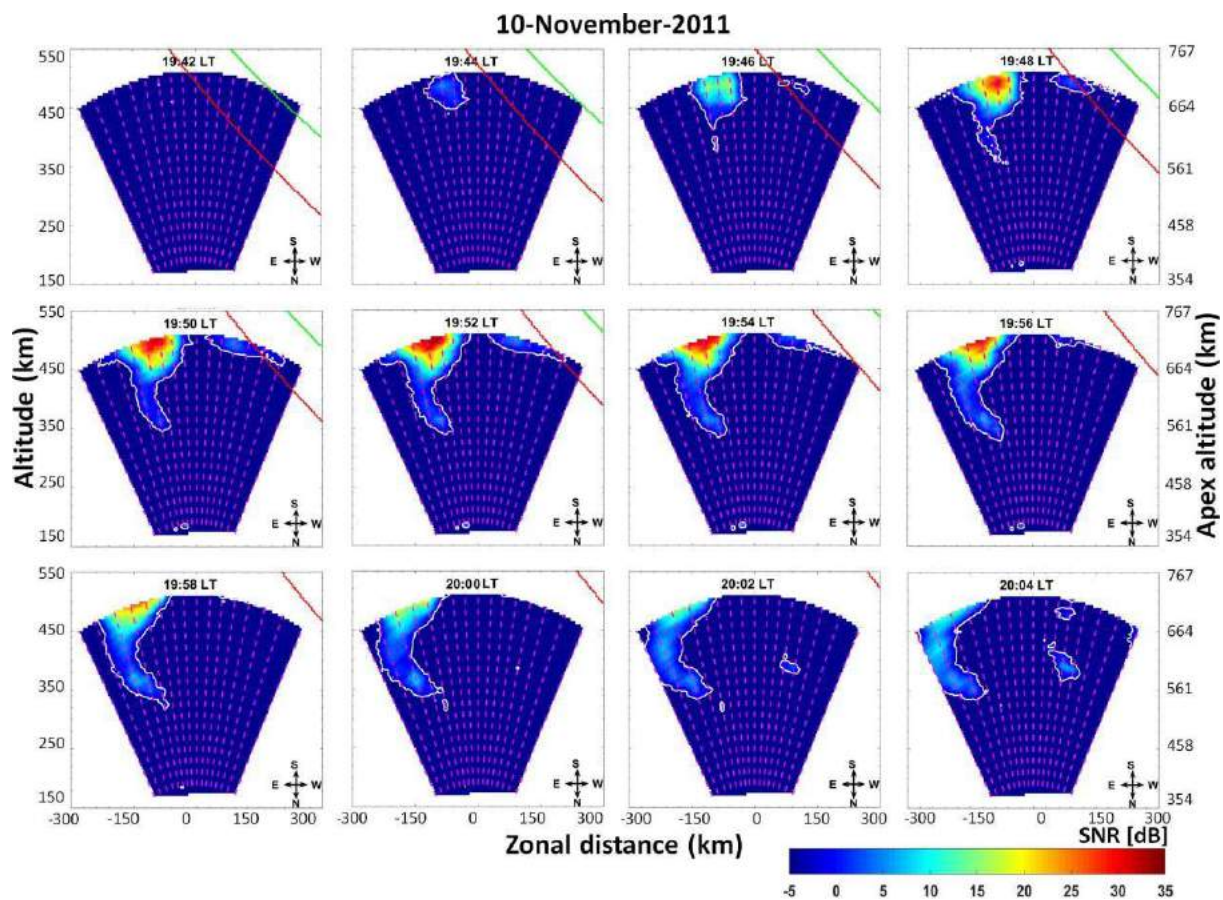 10-November-2011
19:42 LT
19:44 LT
19:46 LT
19:48 LT
550
450
350
250
150
767
664
561
458
354
S
E W
N
S
E W
N
S
E W
N
S
E W
N
19:50 LT
19:52 LT
19:54 LT
19:56 LT
550
450
350
250
150
767
664
561
458
354
S
E W
N
S
E W
N
S
E W
N
S
E W
N
Altitude (km)
Apex altitude (km)
19:58 LT
20:00 LT
20:02 LT
20:04 LT
550
450
350
250
150
767
664
561
458
354
S
E W
N
S
E W
N
S
E W
N
S
E W
N
-300 -150 0 150 300 -150 0 150 300 -150 0 150 300 -150 0 150 300
Zonal distance (km)
SNR [dB]
-5 0 5 10 15 20 25 30 35